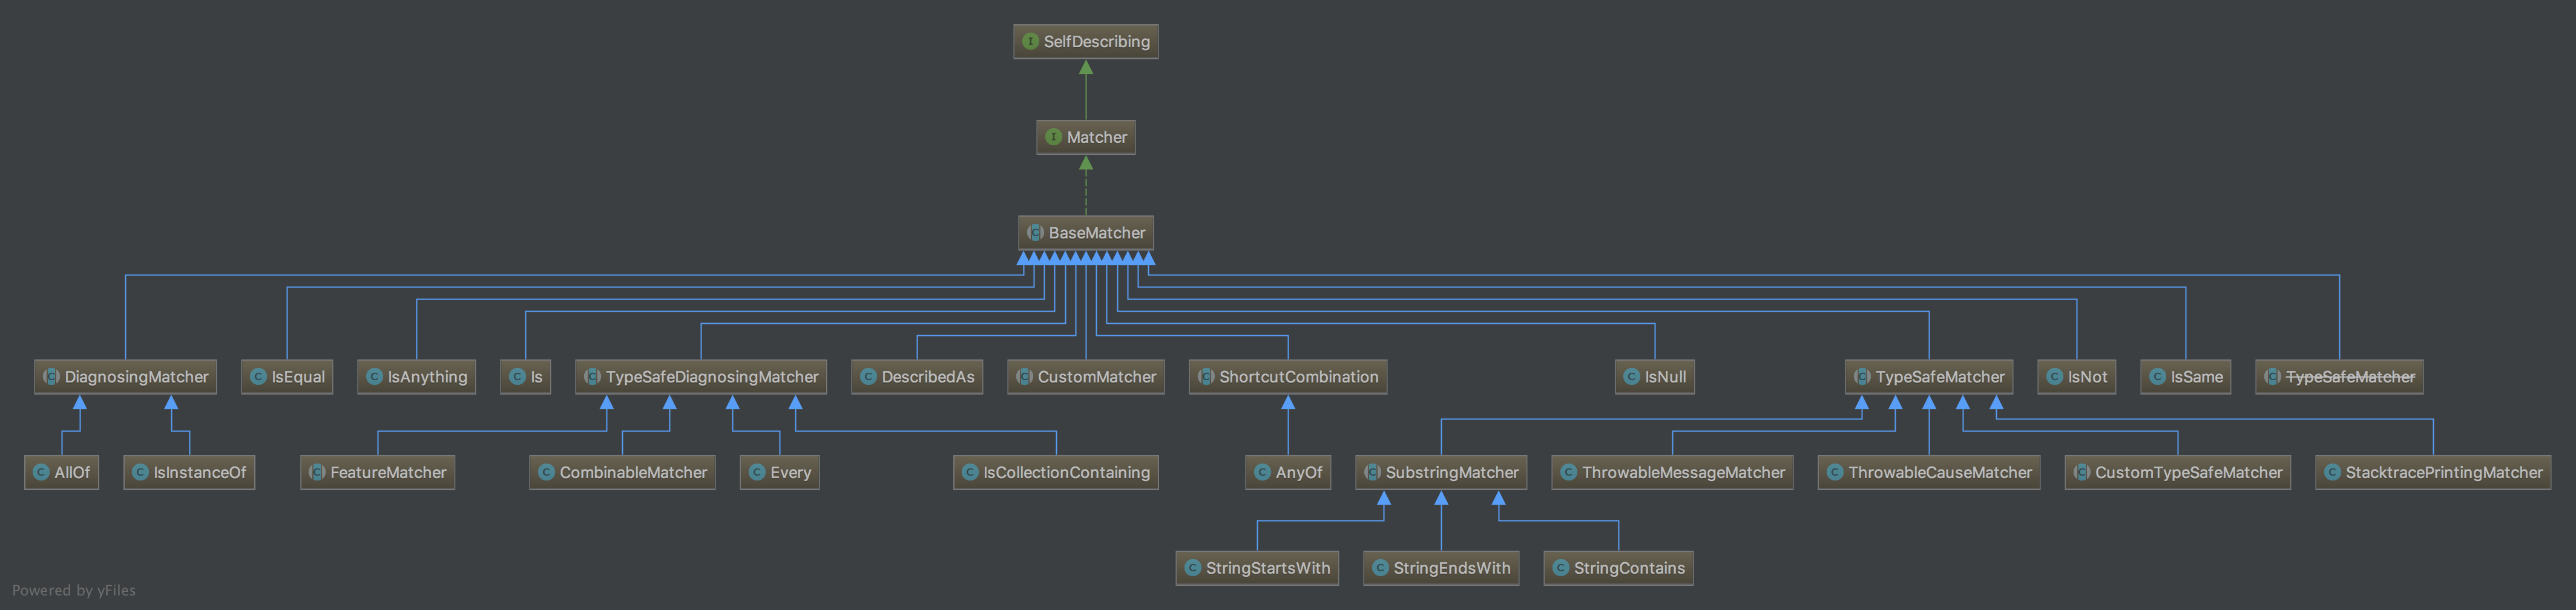 SelfDescribing
Matcher
BaseMatcher
DiagnosingMatcher
IsEqual
IsAnything
Is
TypeSafeDiagnosingMatcher
DescribedAs
CustomMatcher
ShortcutCombination
IsNull
TypeSafeMatcher
IsNot
IsSame
TypeSafeMatcher
AllOf
IsInstanceOf
FeatureMatcher
CombinableMatcher
Every
IsCollectionContaining
AnyOf
SubstringMatcher
ThrowableMessageMatcher
ThrowableCauseMatcher
CustomTypeSafeMatcher
StacktracePrintingMatcher
StringStartsWith
StringEndsWith
StringContains
Powered by yFiles